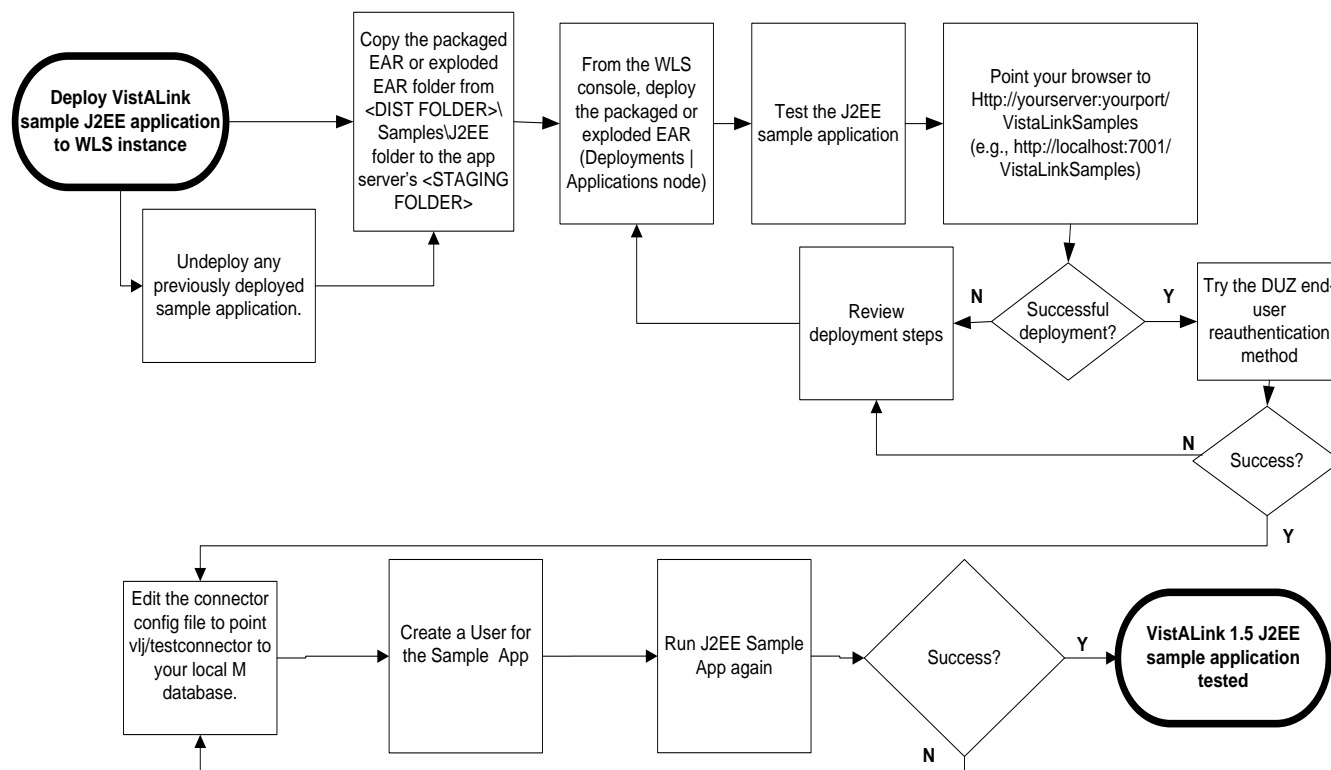 Deploy VistALink
sample J2EE application
to WLS instance
Undeploy any
previously deployed
sample application.
Copy the packaged
EAR or exploded
EAR folder from
<DIST FOLDER>\
Samples\J2EE
folder to the app
server's <STAGING
FOLDER>
From the WLS
console, deploy
the packaged or
exploded EAR
(Deployments |
Applications node)
Test the J2EE
sample application
Point your browser to
Http://yourserver:yourport/
VistaLinkSamples
(e.g., http://localhost:7001/
VistaLinkSamples)
Successful
deployment?
N
Y
Review
deployment steps
Try the DUZ end-
user
reauthentication
method
Success?
N
Y
Edit the connector
config file to point
vlj/testconnector to
your local M
database.
Create a User for
the Sample App
Run J2EE Sample
App again
Success?
Y
N
VistALink 1.5 J2EE
sample application
tested